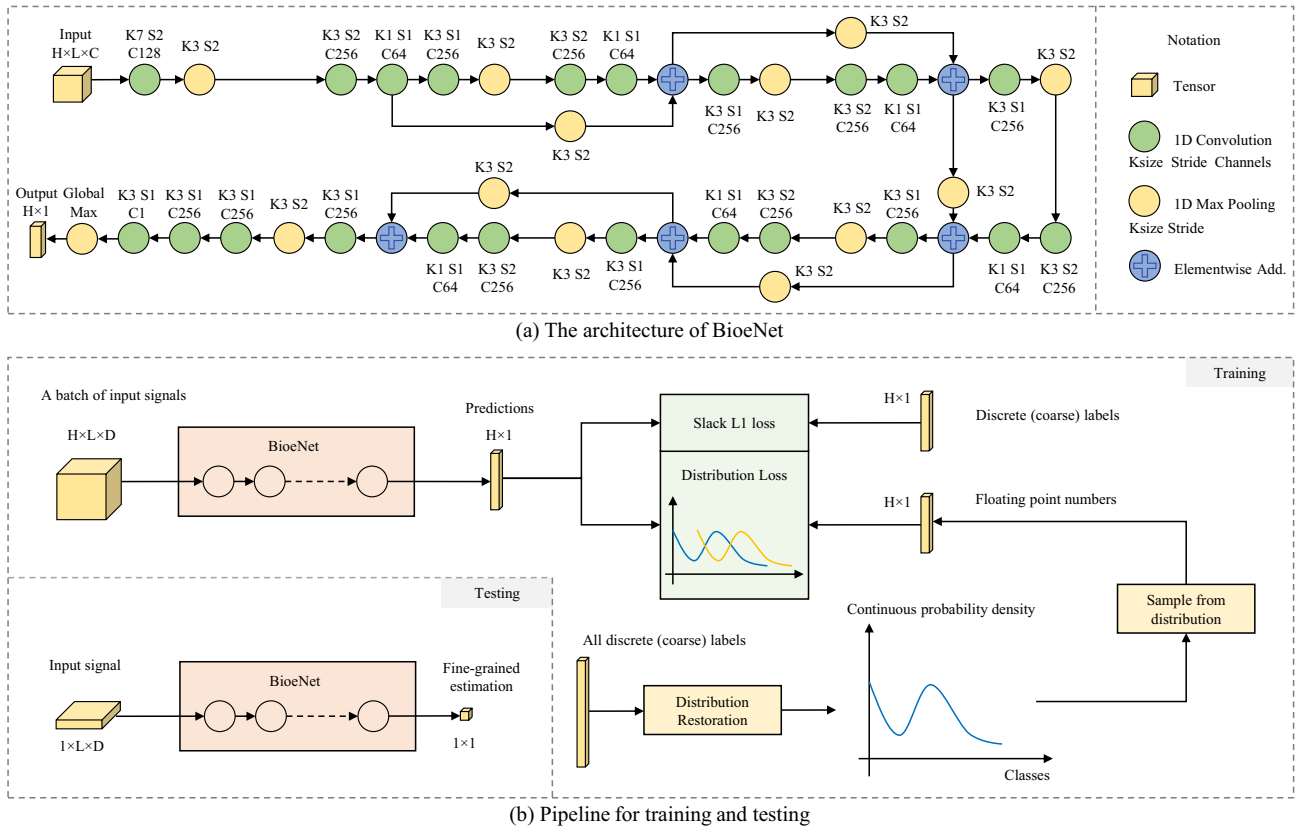 Input
H×L×C
K7 S2
C128
K3 S2
K3 S2
C256
K1 S1
C64
K3 S1
C256
K3 S2
K3 S2
C256
K1 S1
C64
K3 S2
K3 S2
K3 S1
C256
K3 S2
K3 S2
C256
K1 S1
C64
K3 S1
C256
K3 S2
Output
H×1
Global
Max
K3 S1
C1
K3 S1
C256
K3 S1
C256
K3 S2
K3 S1
C256
K3 S2
K1 S1
C64
K3 S2
C256
K3 S2
K3 S1
C256
K1 S1
C64
K3 S2
C256
K3 S2
K3 S1
C256
K3 S2
K3 S2
K1 S1
C64
K3 S2
C256
Notation
Tensor
1D Convolution
Ksize Stride Channels
1D Max Pooling
Ksize Stride
Elementwise Add.
(a) The architecture of BioeNet
Training
A batch of input signals
H×L×D
BioeNet
Predictions
H×1
Slack L1 loss
Distribution Loss
H×1
Discrete (coarse) labels
H×1
Floating point numbers
Sample from
distribution
Continuous probability density
Classes
All discrete (coarse) labels
Distribution
Restoration
Testing
Input signal
1×L×D
BioeNet
Fine-grained
estimation
1×1
(b) Pipeline for training and testing